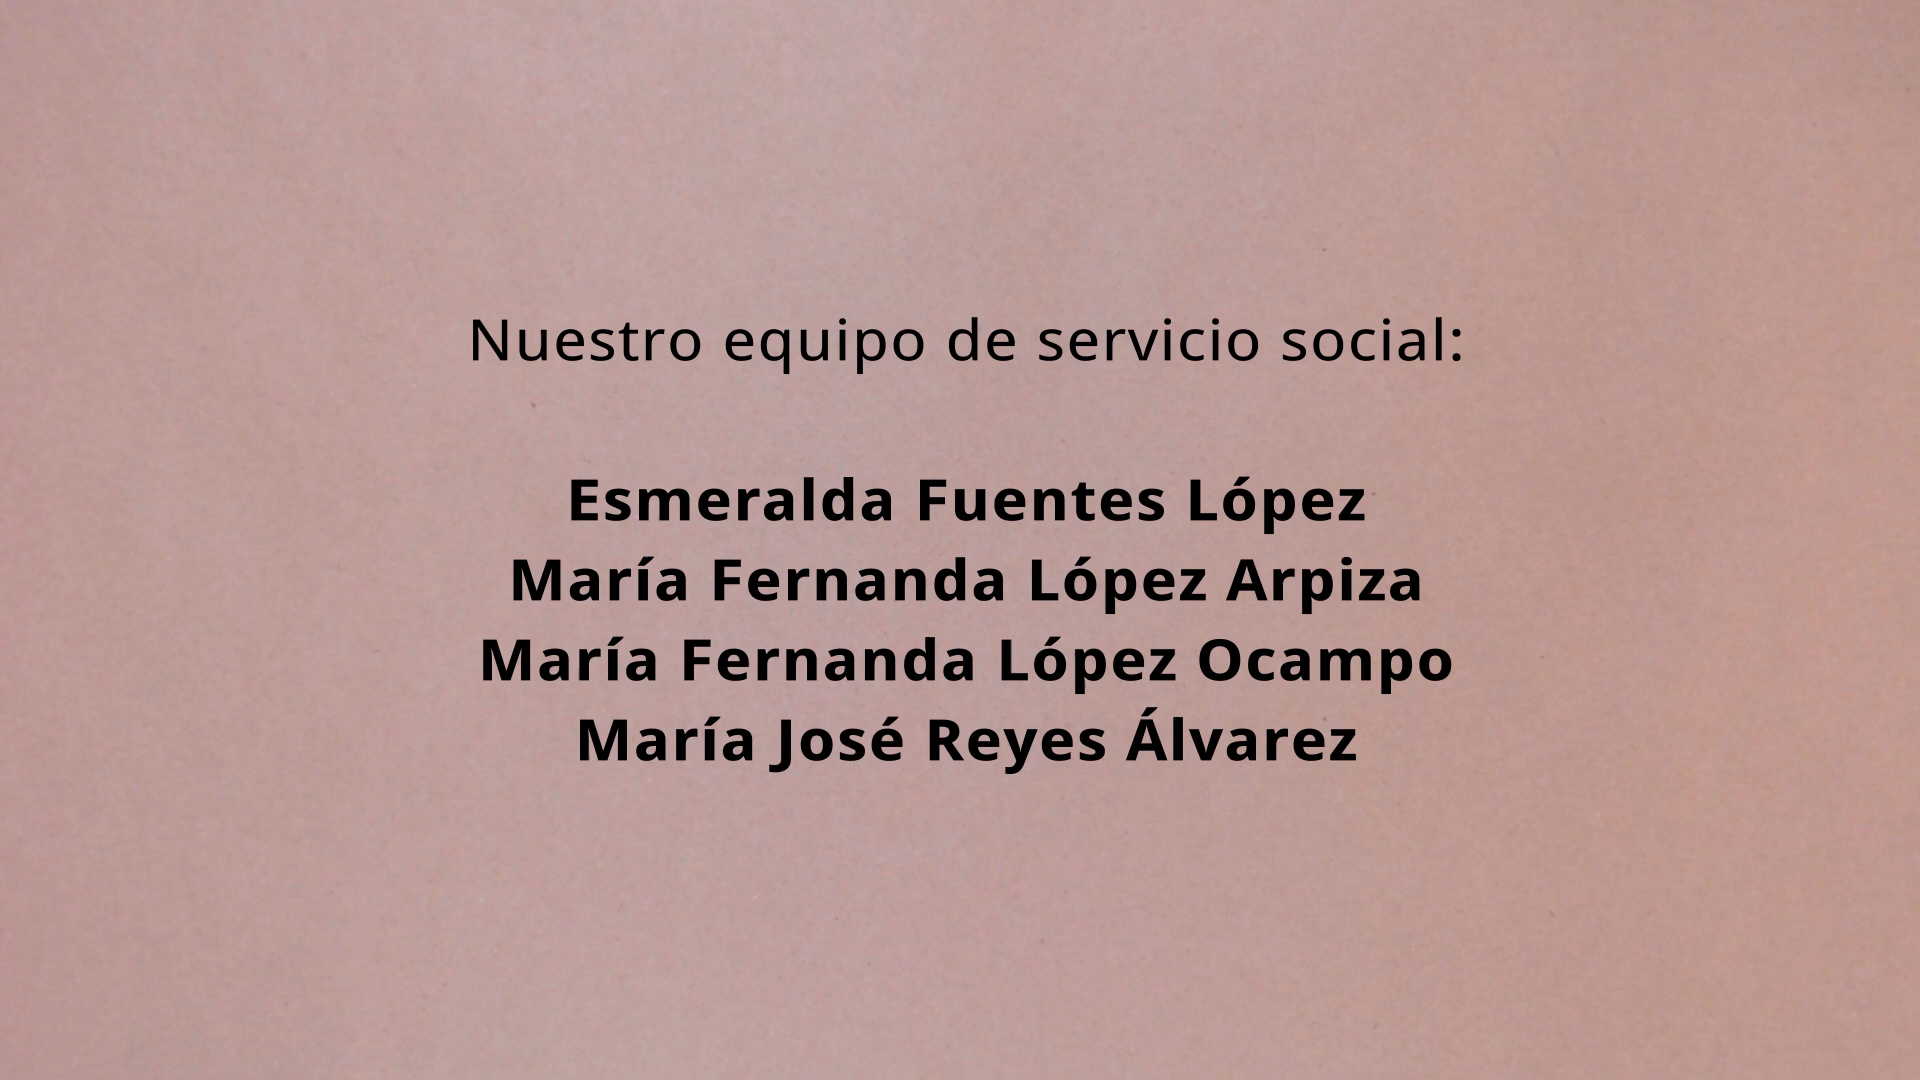 Nuestro equipo de servicio social:
Esmeralda Fuentes López
María Fernanda López Arpiza
María Fernanda López Ocampo
María José Reyes Álvarez